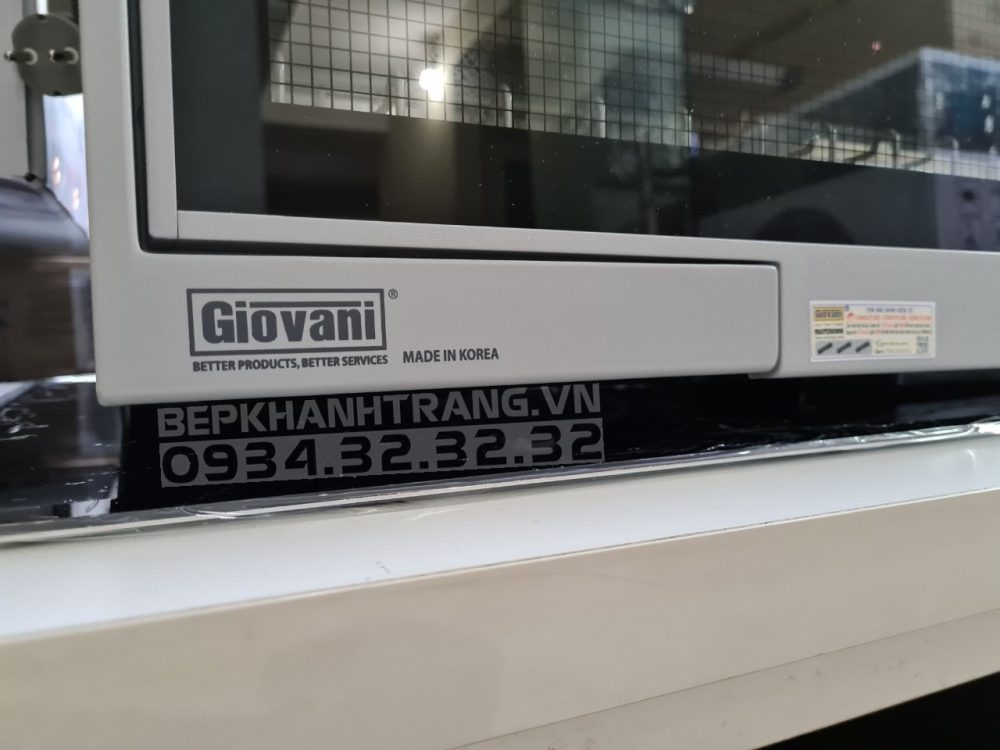 Giovani®
BETTER PRODUCTS, BETTER SERVICES
MADE IN KOREA
Giovani
BEPKHANHTRANG.VN
0934.32.32.32